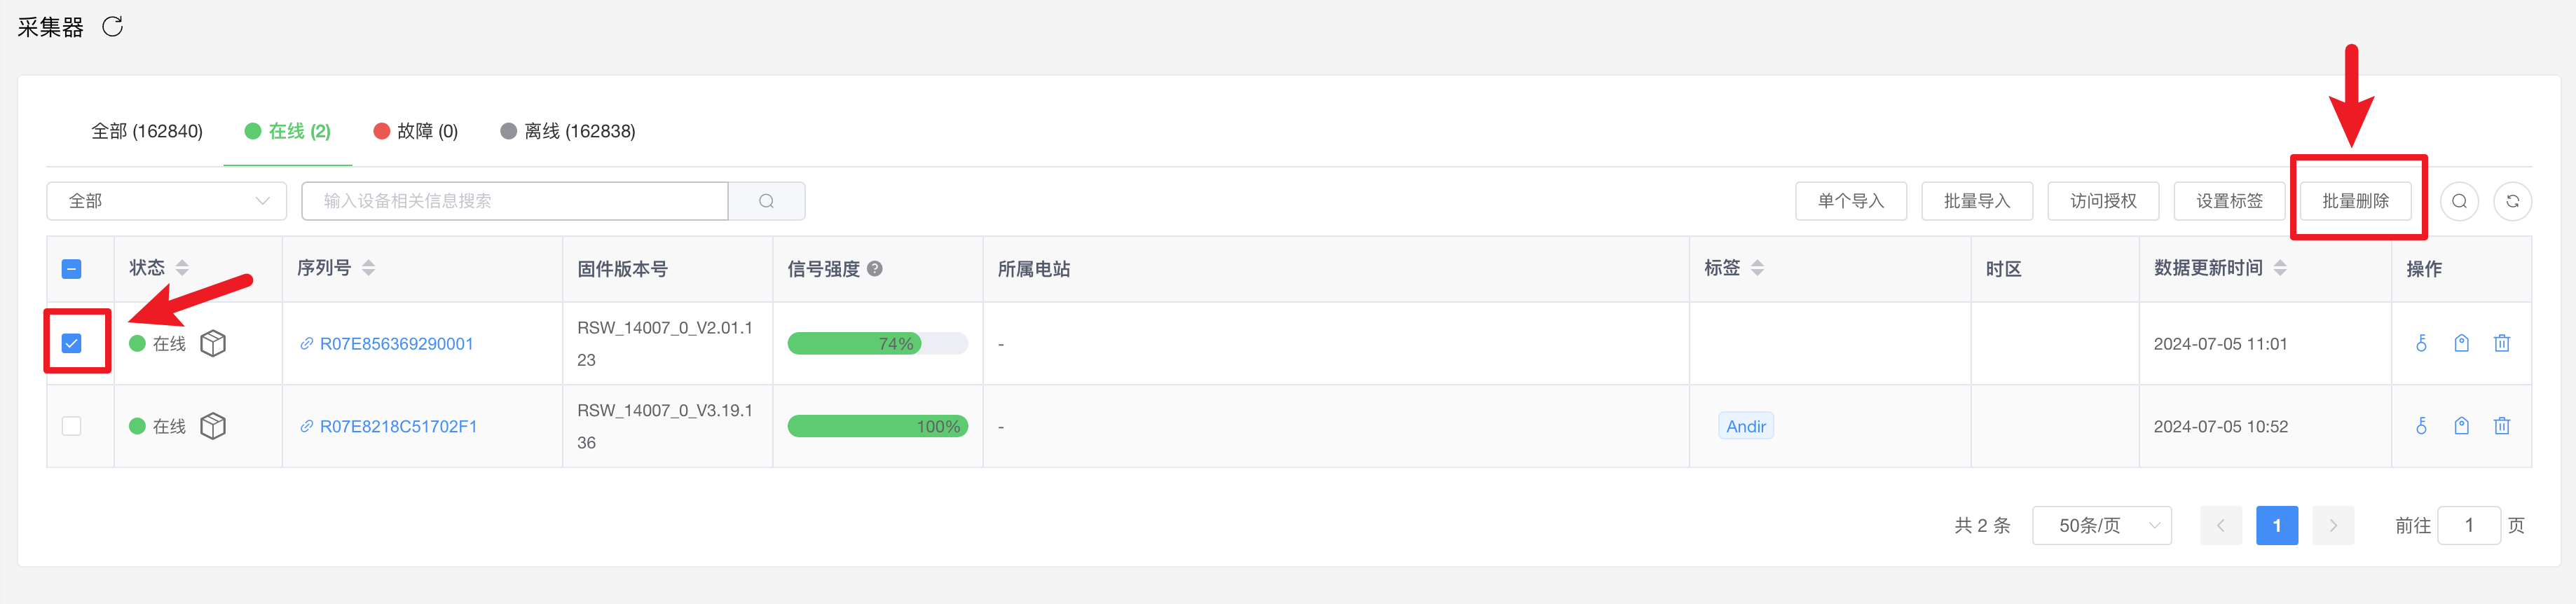 采集器
全部 (162840) 在线 (2) 故障 (0) 离线 (162838)
全部 输入设备相关信息搜索 单个导入 批量导入 访问授权 设置标签 批量删除
状态 序列号 固件版本号 信号强度 ? 所属电站 标签 时区 数据更新时间 操作
在线 R07E856369290001 RSW_14007_0_V2.01.1 74% - 2024-07-05 11:01
23
在线 R07E8218C51702F1 RSW_14007_0_V3.19.1 100% - Andir 2024-07-05 10:52
36
共 2 条 50条/页 1 前往 1 页